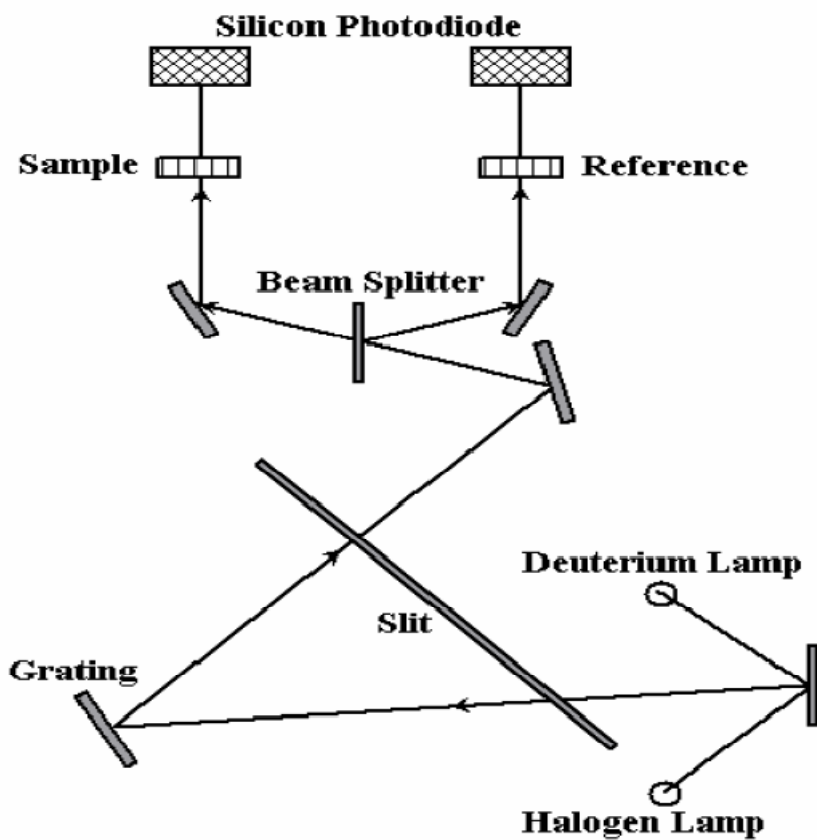 Silicon Photodiode
Sample
Reference
Beam Splitter
Deuterium Lamp
Slit
Grating
Halogen Lamp